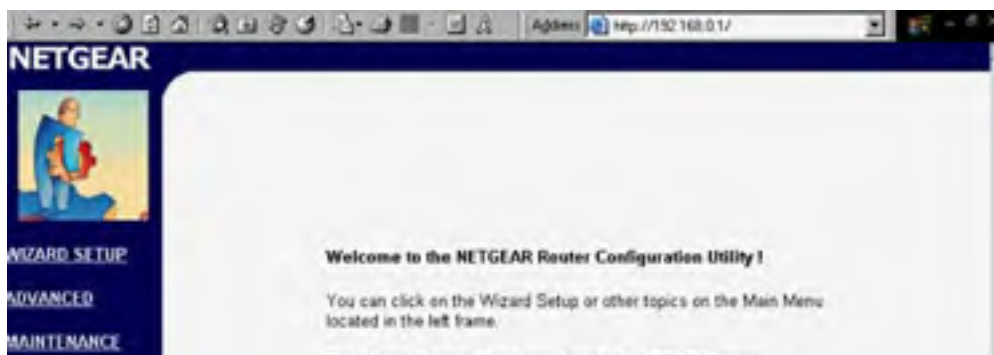 Address http://192.168.0.1/
NETGEAR
WIZARD SETUP
ADVANCED
MAINTENANCE
Welcome to the NETGEAR Router Configuration Utility !
You can click on the Wizard Setup or other topics on the Main Menu
located in the left frame.